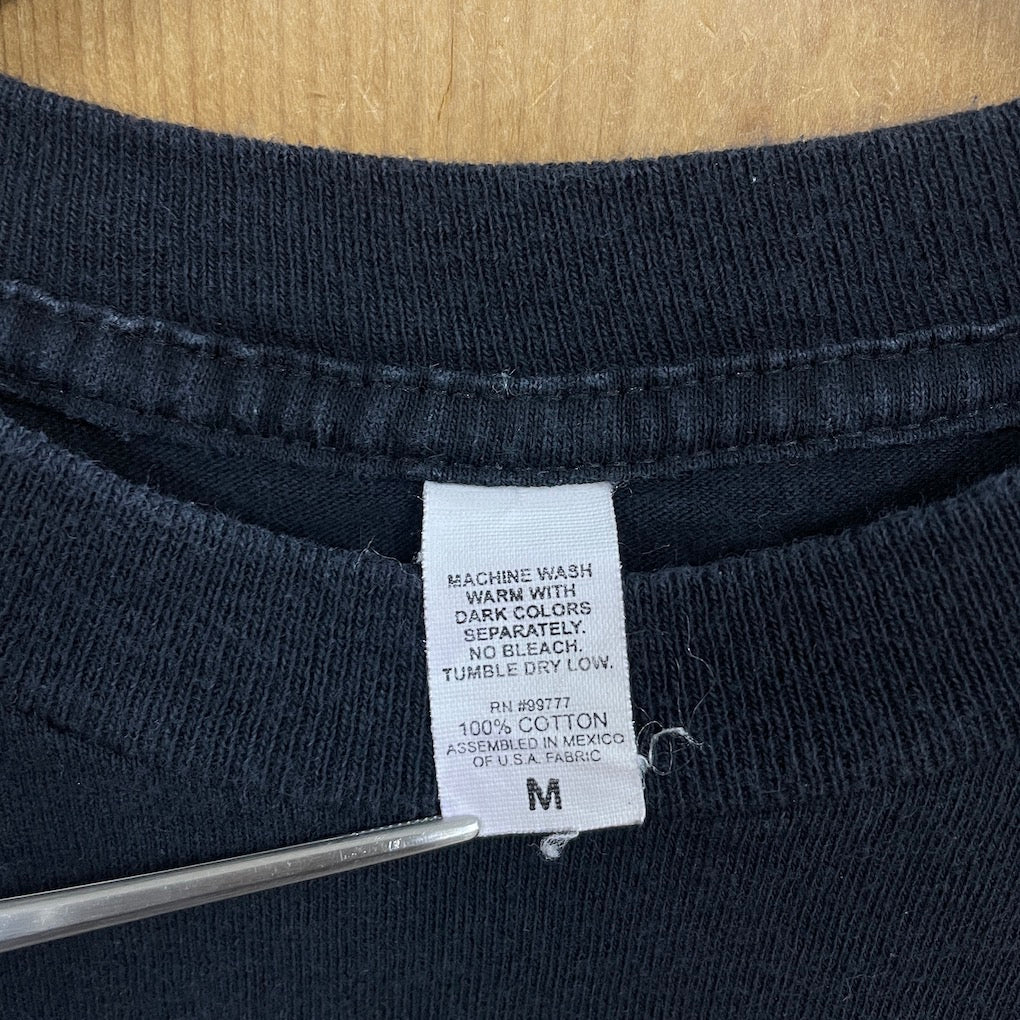 MACHINE WASH
WARM WITH
DARK COLORS
SEPARATELY.
NO BLEACH.
TUMBLE DRY LOW.
RN #99777
100% COTTON
ASSEMBLED IN MEXICO
OF U.S.A. FABRIC
M